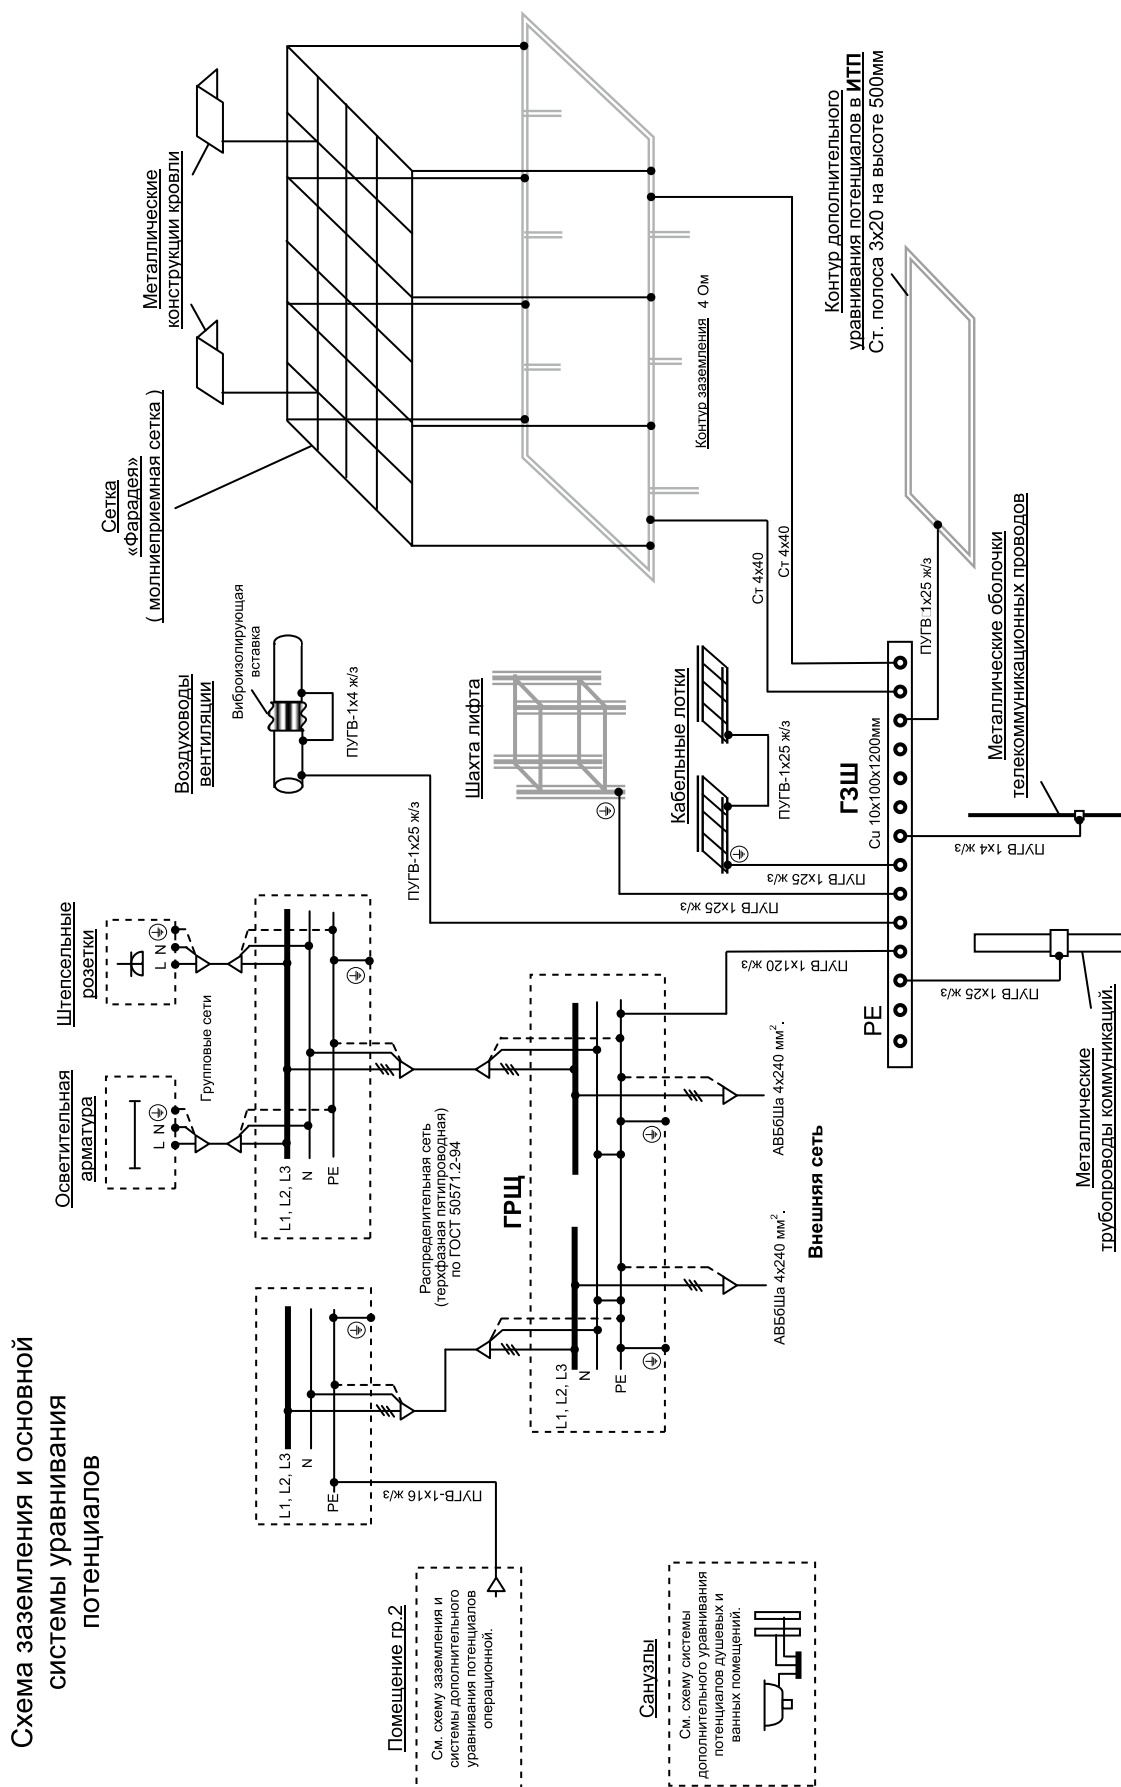 Схема заземления и основной
системы уравнивания
потенциалов
Осветительная
арматура
Штепсельные
розетки
L N
L N
Групповые сети
L1, L2, L3
N
PE
L1, L2, L3
N
PE
ПУГВ-1х16 ж/з
Распределительная сеть
(терхфазная пятипроводная)
по ГОСТ 50571.2-94
ГРЩ
L1, L2, L3
N
PE
АВБбШа 4х240 мм².
АВБбШа 4х240 мм².
Внешняя сеть
Помещение гр.2
См. схему заземления и
системы дополнительного
уравнивания потенциалов
операционной.
Санузлы
См. схему системы
дополнительного уравнивания
потенциалов душевых и
ванных помещений.
Воздуховоды
вентиляции
Виброизолирующая
вставка
ПУГВ-1х4 ж/з
ПУГВ-1х25 ж/з
Шахта лифта
Кабельные лотки
ПУГВ-1х25 ж/з
ПУГВ 1х25 ж/з
ПУГВ 1х25 ж/з
ПУГВ 1х120 ж/з
Сетка
«Фарадея»
( молниеприемная сетка )
Металлические
конструкции кровли
Контур заземления 4 Ом
Ст 4х40
Ст 4х40
Контур дополнительного
уравнивания потенциалов в ИТП
Ст. полоса 3х20 на высоте 500мм
ПУГВ 1х25 ж/з
PE
ГЗШ
Cu 10х100х1200мм
ПУГВ 1х25 ж/з
ПУГВ 1х4 ж/з
Металлические
трубопроводы коммуникаций.
Металлические оболочки
телекоммуникационных проводов